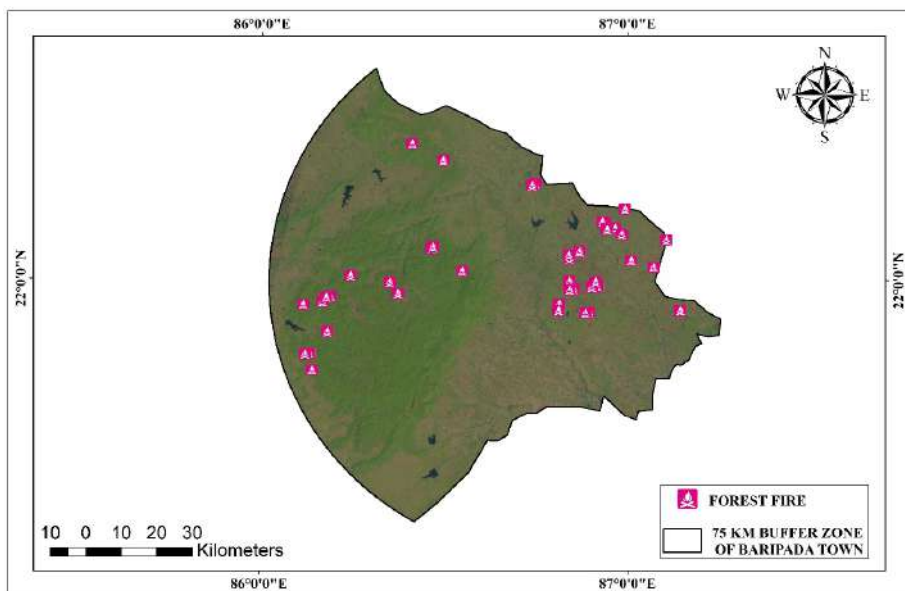 86°0'0"E 87°0'0"E
N
W E
S
22°0'0"N 22°0'0"N
FOREST FIRE
75 KM BUFFER ZONE
OF BARIPADA TOWN
10 0 10 20 30
Kilometers
86°0'0"E 87°0'0"E